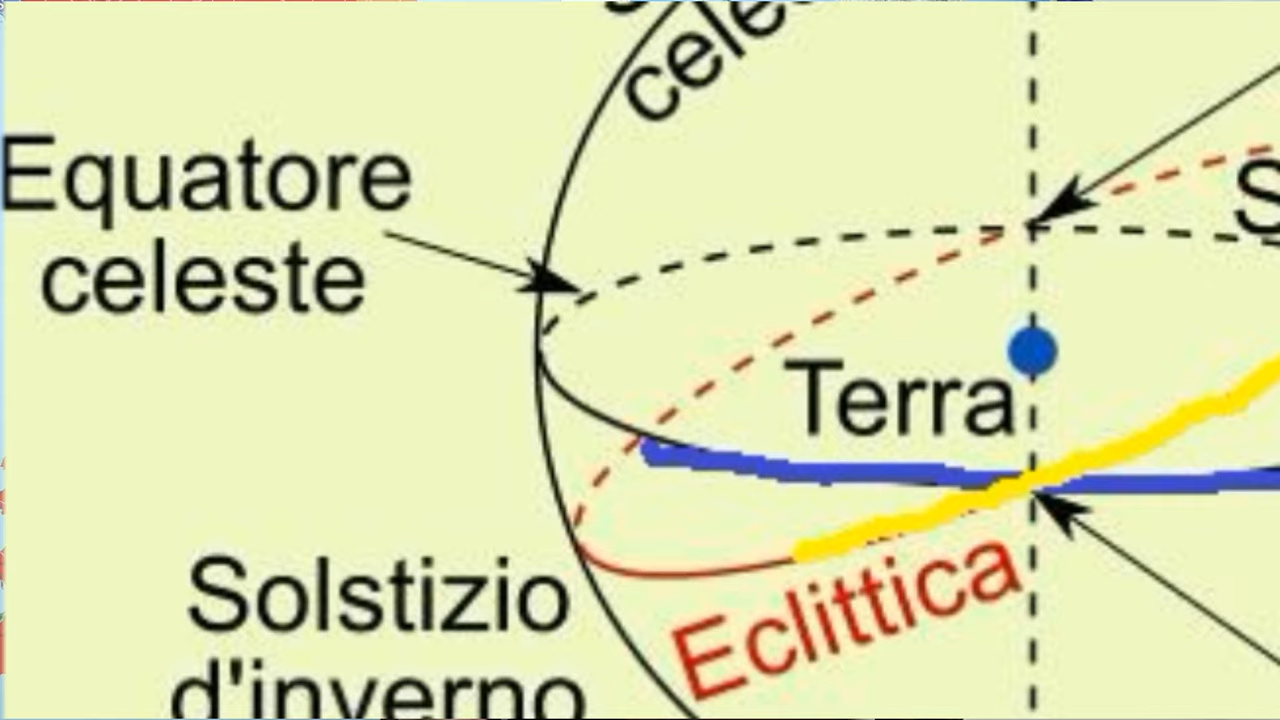 Equatore
celeste
Terra
Eclittica
Solstizio
d'inverno